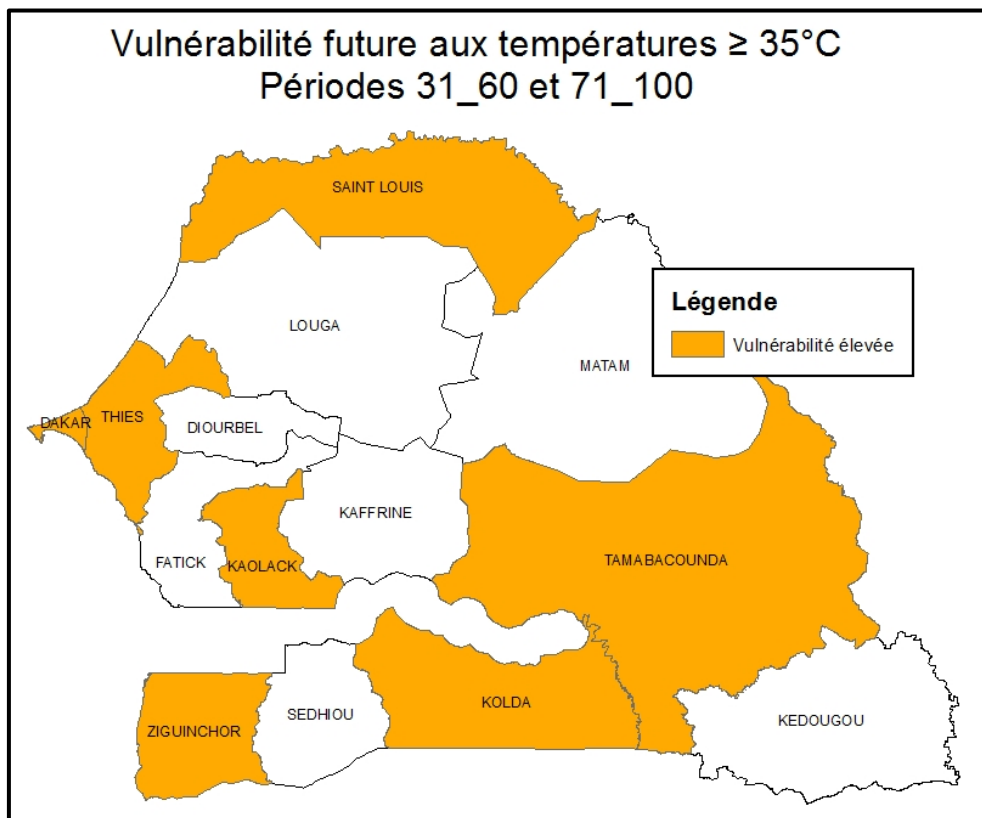 Vulnérabilité future aux températures ≥ 35°C
Périodes 31_60 et 71_100
SAINT LOUIS
Légende
Vulnérabilité élevée
LOUGA
MATAM
DAKAR
THIES
DIOURBEL
KAFFRINE
FATICK
KAOLACK
TAMABACOUNDA
ZIGUINCHOR
SEDHIOU
KOLDA
KEDOUGOU